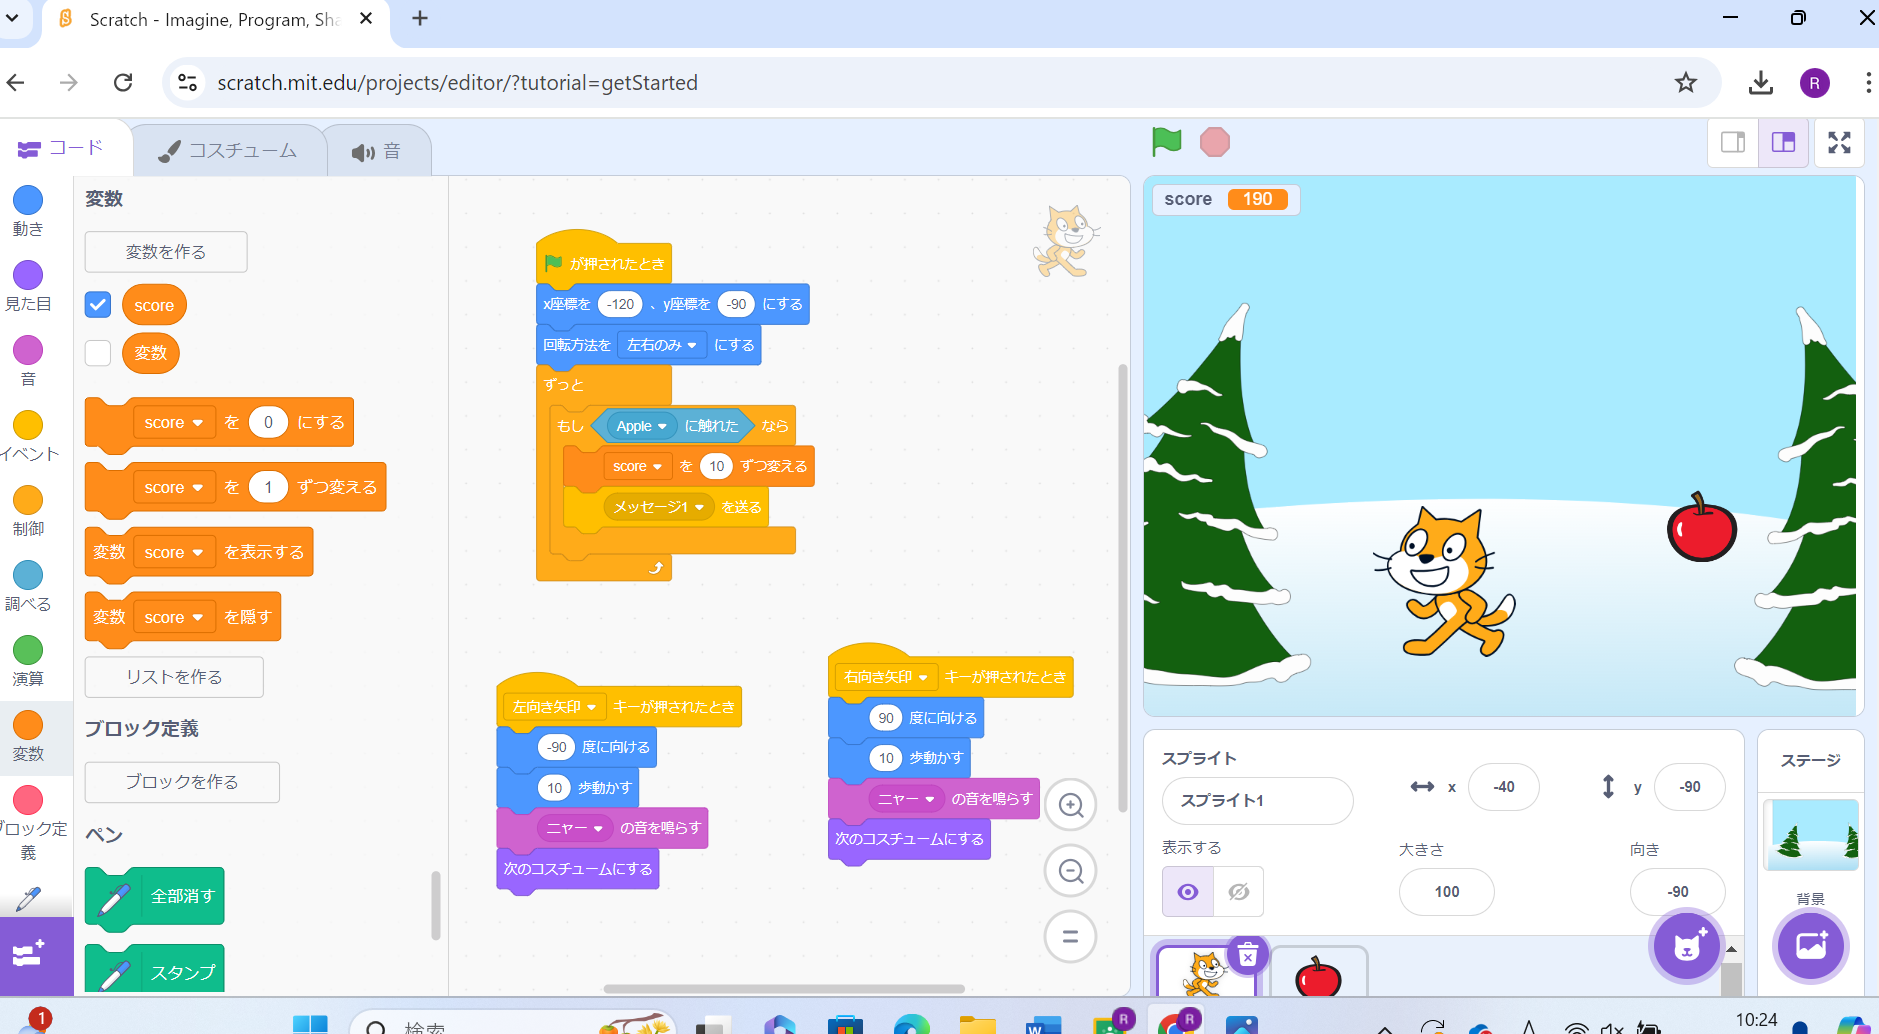 Scratch - Imagine, Program, Sha
scratch.mit.edu/projects/editor/?tutorial=getStarted
R
コード
コスチューム
音
動き
見た目
音
イベント
制御
調べる
演算
変数
ブロック定
義
変数
変数を作る
score
変数
score を 0 にする
score を 1 ずつ変える
変数 score を表示する
変数 score を隠す
リストを作る
ブロック定義
ブロックを作る
ペン
全部消す
スタンプ
が押されたとき
x座標を -120 、y座標を -90 にする
回転方法を 左右のみ にする
ずっと
もし Apple に触れた なら
score を 10 ずつ変える
メッセージ1 を送る
左向き矢印 キーが押されたとき
-90 度に向ける
10 歩動かす
ニャー の音を鳴らす
次のコスチュームにする
右向き矢印 キーが押されたとき
90 度に向ける
10 歩動かす
ニャー の音を鳴らす
次のコスチュームにする
score 190
スプライト
スプライト1
x -40
y -90
表示する
大きさ
100
向き
-90
ステージ
背景
1
検索
R
R
10:24